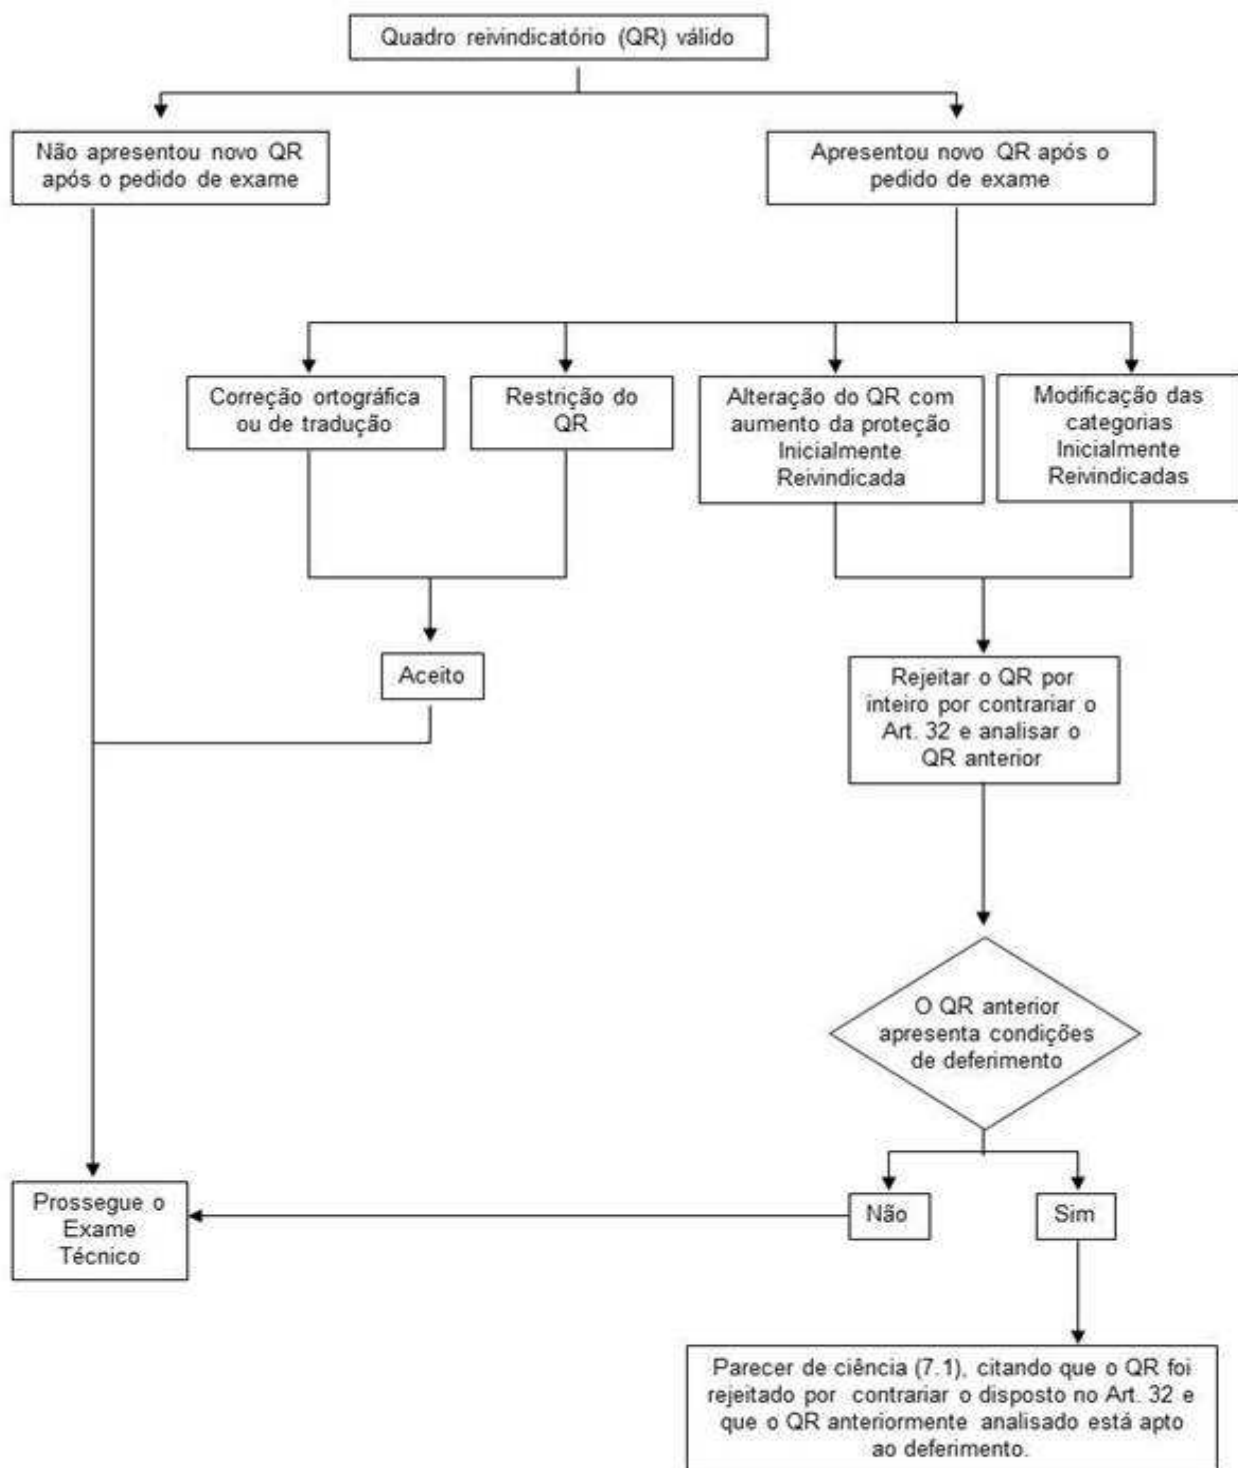 Quadro reivindicatório (QR) válido
Não apresentou novo QR
após o pedido de exame
Apresentou novo QR após o
pedido de exame
Correção ortográfica
ou de tradução
Restrição do
QR
Alteração do QR com
aumento da proteção
Inicialmente
Reivindicada
Modificação das
categorias
Inicialmente
Reivindicadas
Aceito
Rejeitar o QR por
inteiro por contrariar o
Art. 32 e analisar o
QR anterior
O QR anterior
apresenta condições
de deferimento
Prossegue o
Exame
Técnico
Não
Sim
Parecer de ciência (7.1), citando que o QR foi
rejeitado por contrariar o disposto no Art. 32 e
que o QR anteriormente analisado está apto
ao deferimento.